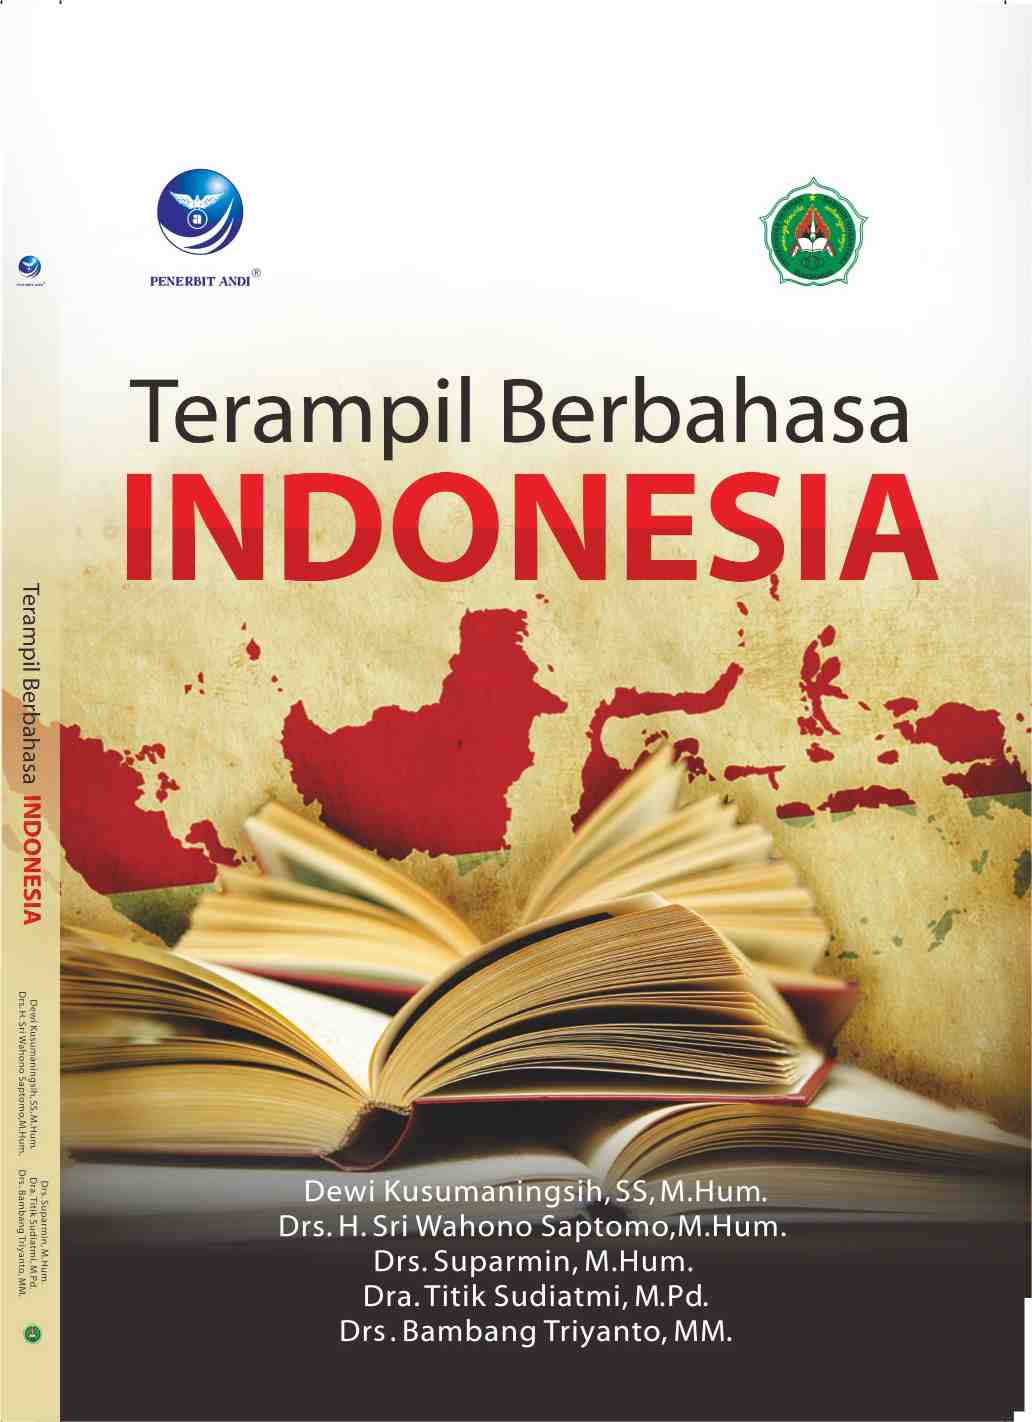 PENERBIT ANDI®
Terampil Berbahasa
INDONESIA
Dewi Kusumaningsih, SS, M.Hum.
Drs. H. Sri Wahono Saptomo,M.Hum.
Drs. Suparmin, M.Hum.
Dra. Titik Sudiatmi, M.Pd.
Drs. Bambang Triyanto, MM.
PENERBIT ANDI®
Terampil Berbahasa INDONESIA
Dewi Kusumaningsih, SS, M.Hum.
Drs. H. Sri Wahono Saptomo,M.Hum.
Drs. Suparmin, M.Hum.
Dra. Titik Sudiatmi, M.Pd.
Drs. Bambang Triyanto, MM.